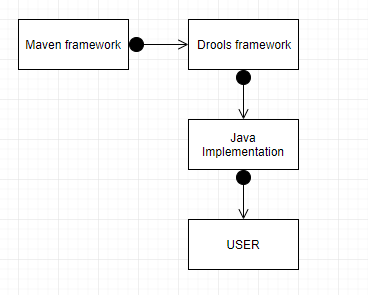 Maven framework
Drools framework
Java
Implementation
USER